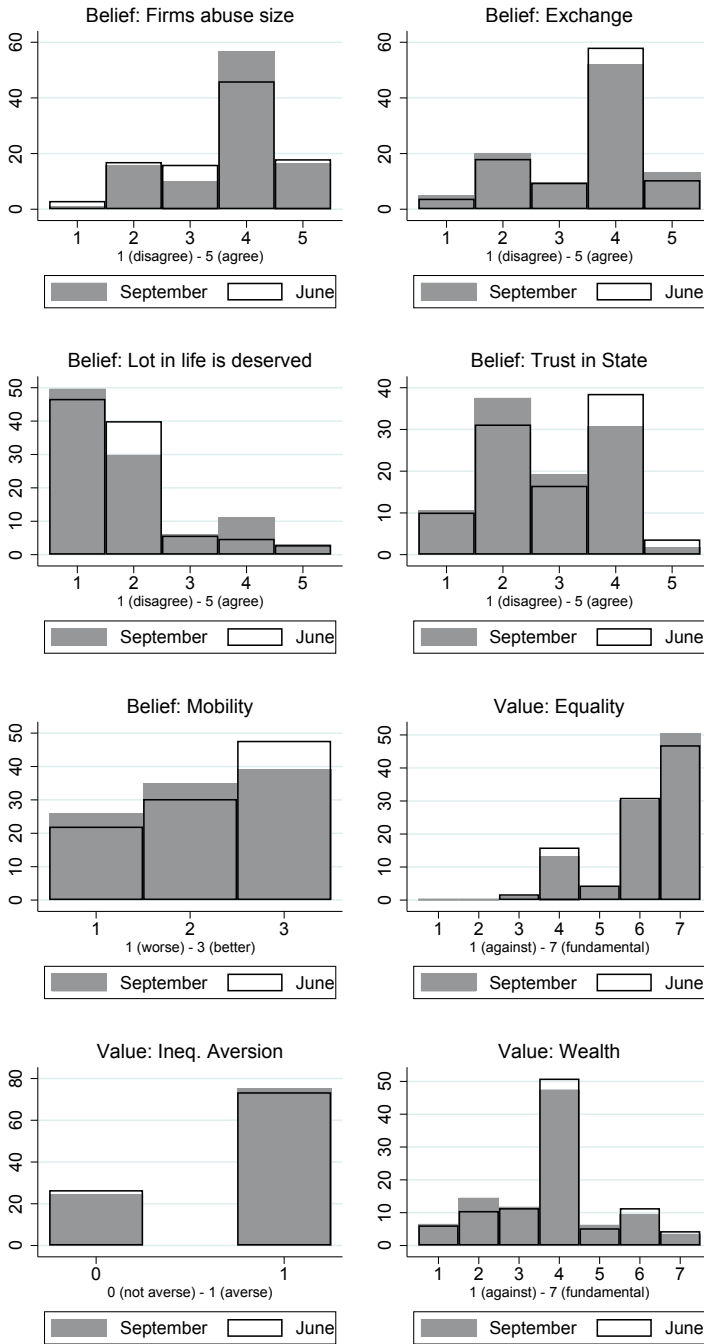 Belief: Firms abuse size
60
40
20
0
1 2 3 4 5
1 (disagree) - 5 (agree)
September June
Belief: Exchange
60
40
20
0
1 2 3 4 5
1 (disagree) - 5 (agree)
September June
Belief: Lot in life is deserved
50
40
30
20
10
0
1 2 3 4 5
1 (disagree) - 5 (agree)
September June
Belief: Trust in State
40
30
20
10
0
1 2 3 4 5
1 (disagree) - 5 (agree)
September June
Belief: Mobility
50
40
30
20
10
0
1 2 3
1 (worse) - 3 (better)
September June
Value: Equality
50
40
30
20
10
0
1 2 3 4 5 6 7
1 (against) - 7 (fundamental)
September June
Value: Ineq. Aversion
80
60
40
20
0
0 1
0 (not averse) - 1 (averse)
September June
Value: Wealth
50
40
30
20
10
0
1 2 3 4 5 6 7
1 (against) - 7 (fundamental)
September June